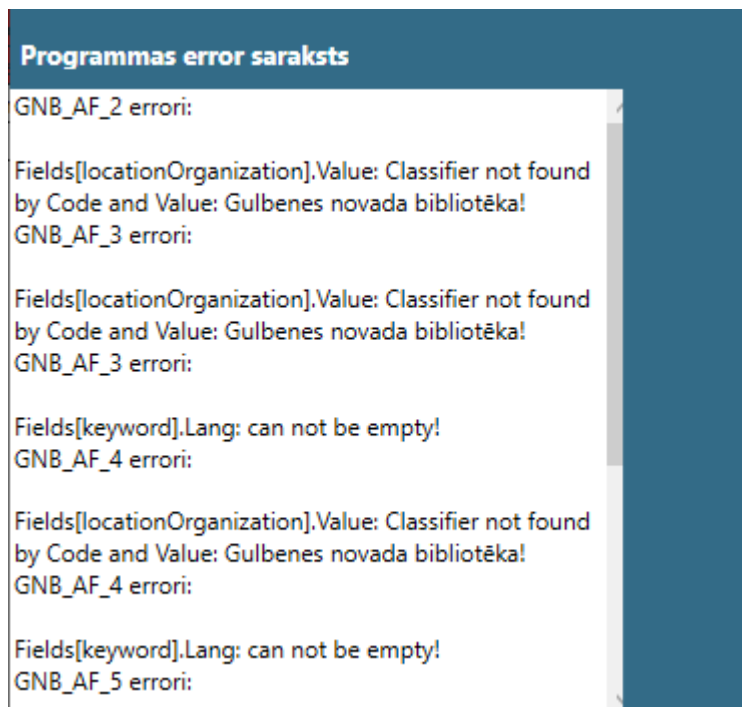 Programmas error saraksts
GNB_AF_2 errori:
Fields[locationOrganization].Value: Classifier not found
by Code and Value: Gulbenes novada bibliotēka!
GNB_AF_3 errori:
Fields[locationOrganization].Value: Classifier not found
by Code and Value: Gulbenes novada bibliotēka!
GNB_AF_3 errori:
Fields[keyword].Lang: can not be empty!
GNB_AF_4 errori:
Fields[locationOrganization].Value: Classifier not found
by Code and Value: Gulbenes novada bibliotēka!
GNB_AF_4 errori:
Fields[keyword].Lang: can not be empty!
GNB_AF_5 errori: